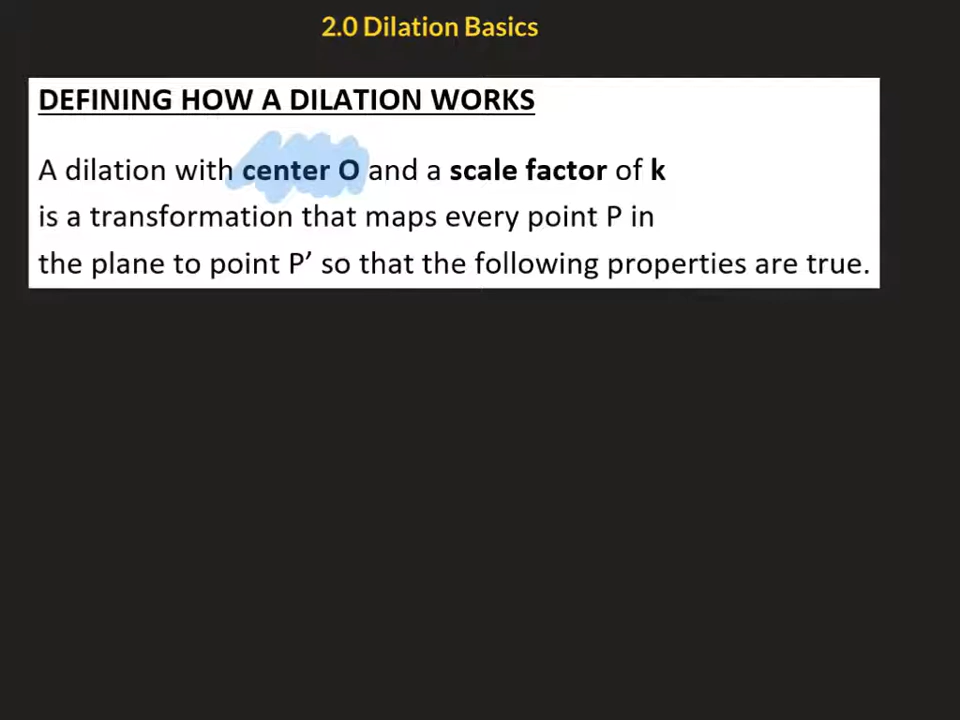 2.0 Dilation Basics
DEFINING HOW A DILATION WORKS
A dilation with center O and a scale factor of k
is a transformation that maps every point P in
the plane to point P’ so that the following properties are true.